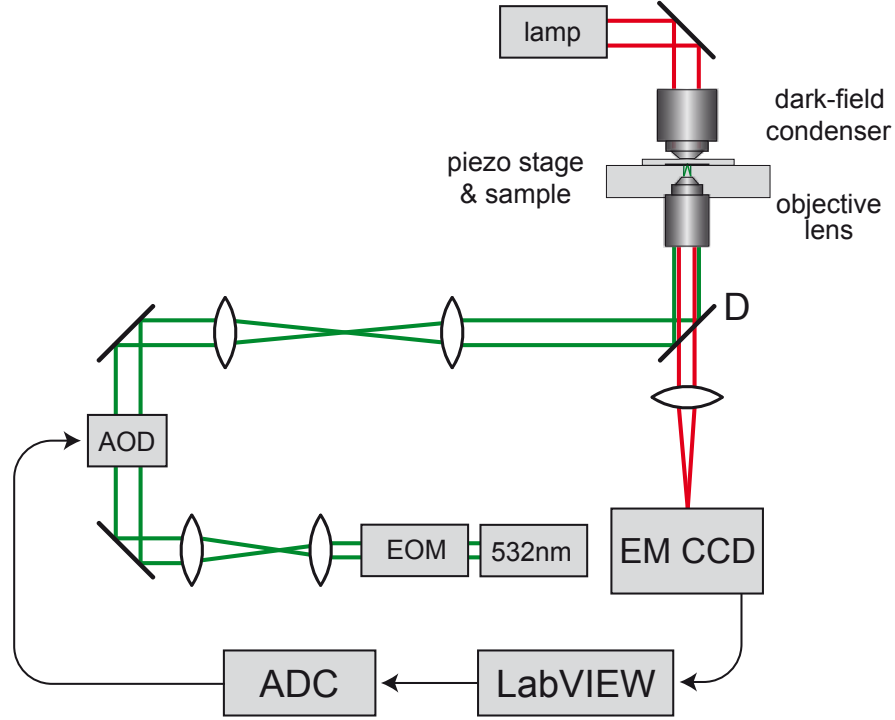 lamp
dark-field
condenser
piezo stage
& sample
objective
lens
D
AOD
EOM
532nm
EM CCD
ADC
LabVIEW